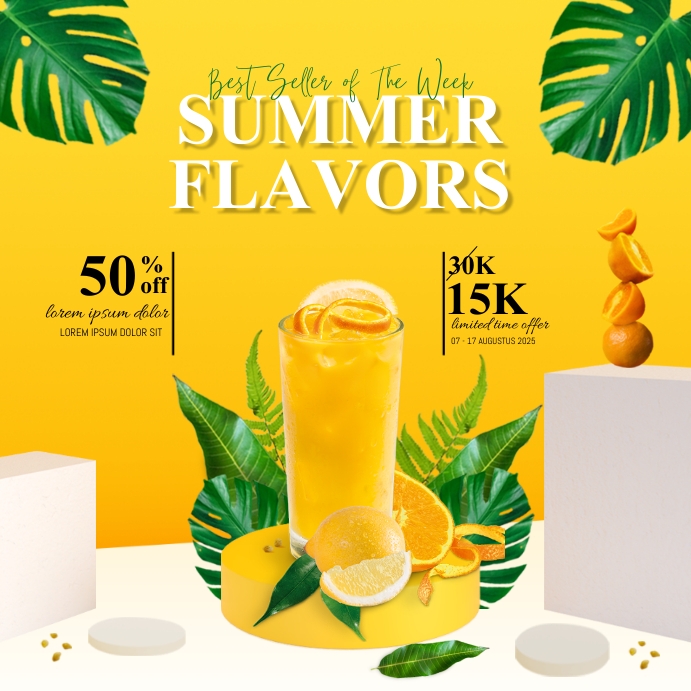 Best Seller of The Week
SUMMER
FLAVORS
50 % off
lorem ipsum dolor
LOREM IPSUM DOLOR SIT
30K
15K
limited time offer
07 - 17 AUGUSTUS 2025